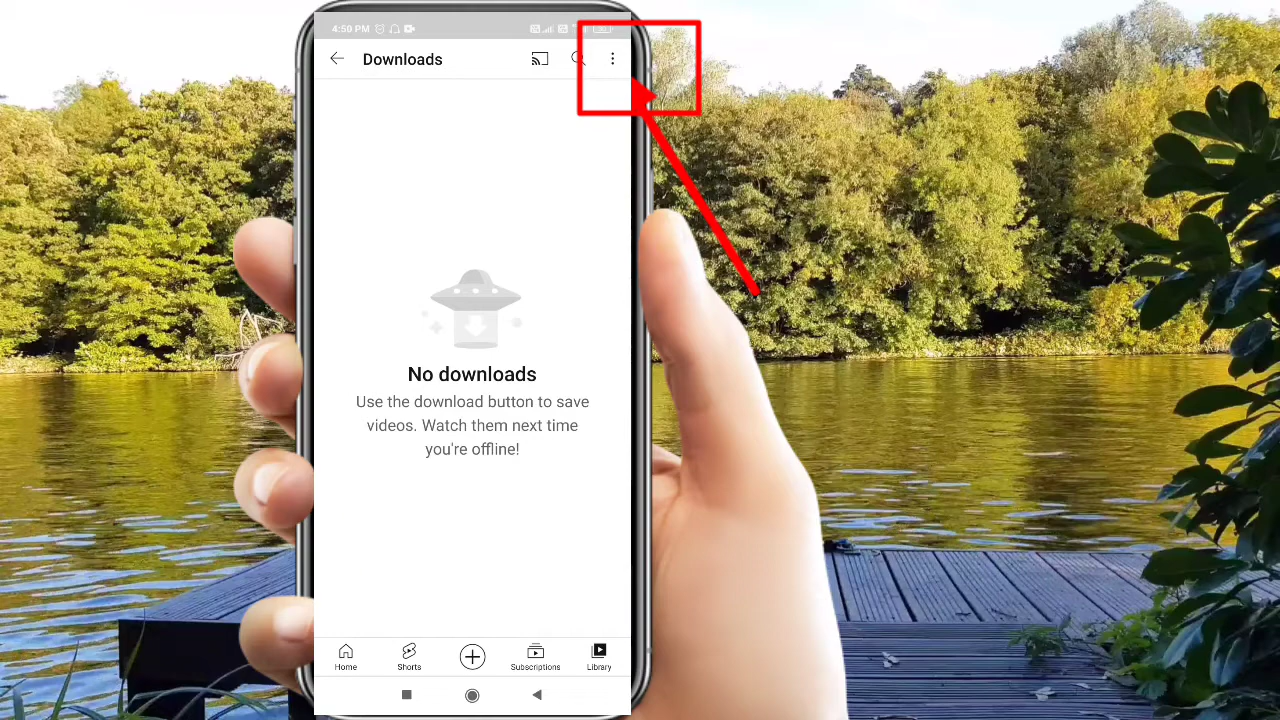 4:50 PM
Downloads
No downloads
Use the download button to save
videos. Watch them next time
you're offline!
Home
Shorts
Subscriptions
Library